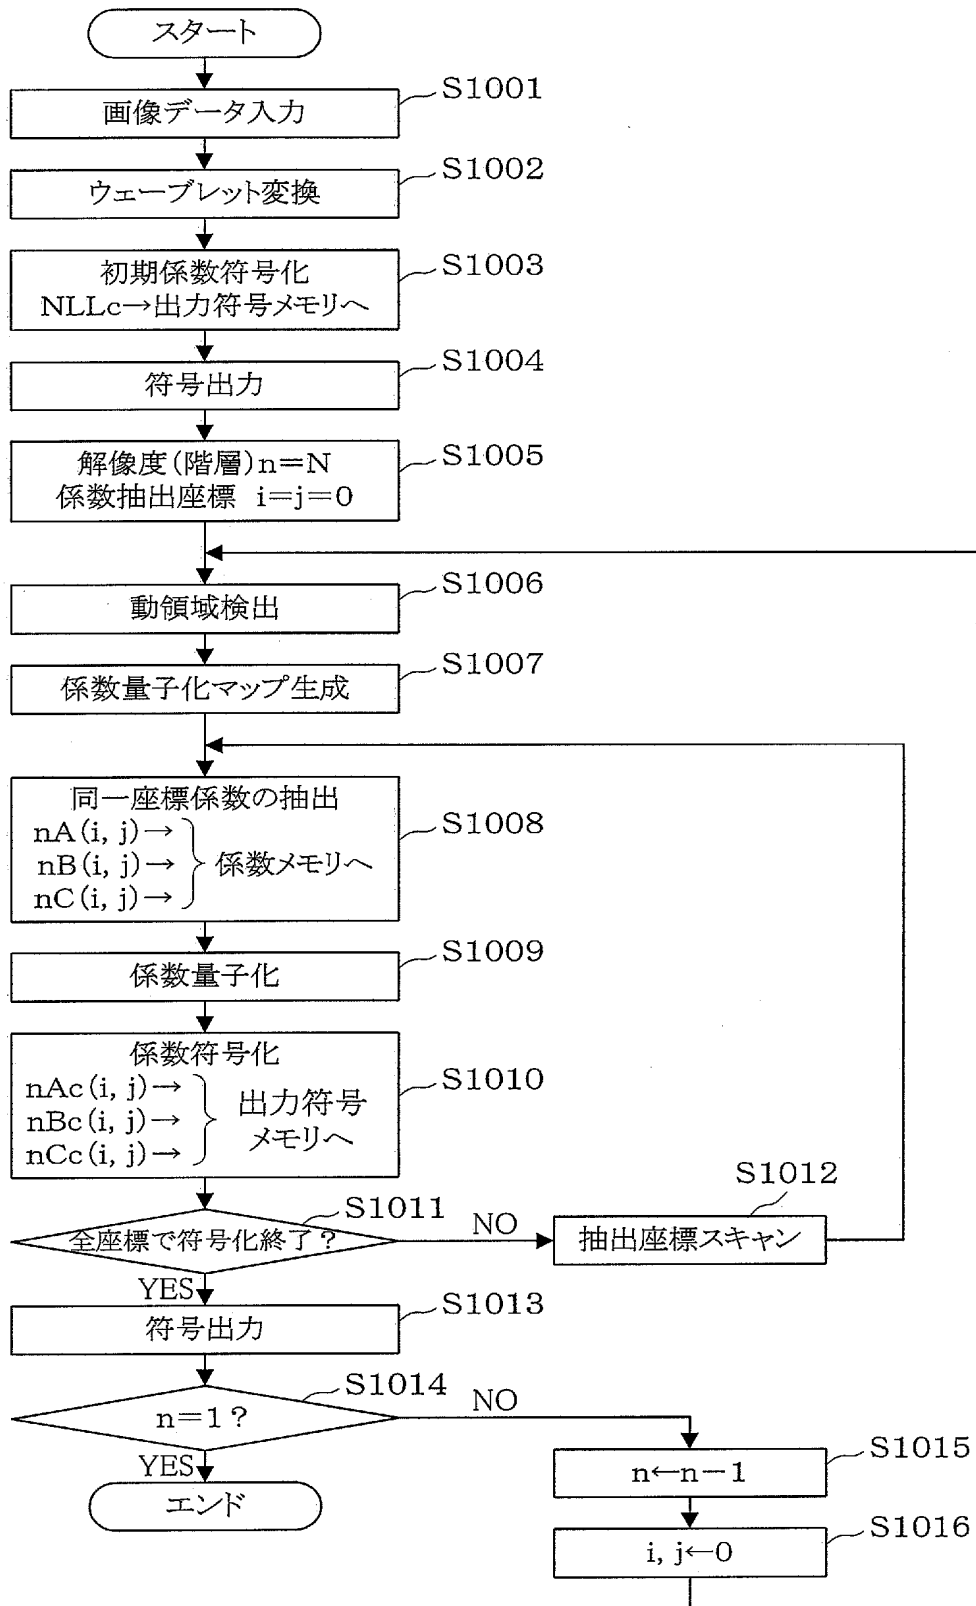 スタート
画像データ入力
S1001
ウェーブレット変換
S1002
初期係数符号化
NLLc→出力符号メモリへ
S1003
符号出力
S1004
解像度(階層)n=N
係数抽出座標 i=j=0
S1005
動領域検出
S1006
係数量子化マップ生成
S1007
同一座標係数の抽出
nA(i, j)→
nB(i, j)→ 係数メモリへ
nC(i, j)→
S1008
係数量子化
S1009
係数符号化
nAc(i, j)→
nBc(i, j)→
nCc(i, j)→
出力符号
メモリへ
S1010
全座標で符号化終了?
S1011
NO
抽出座標スキャン
S1012
YES
符号出力
S1013
n=1?
S1014
NO
YES
エンド
n←n-1
S1015
i, j←0
S1016